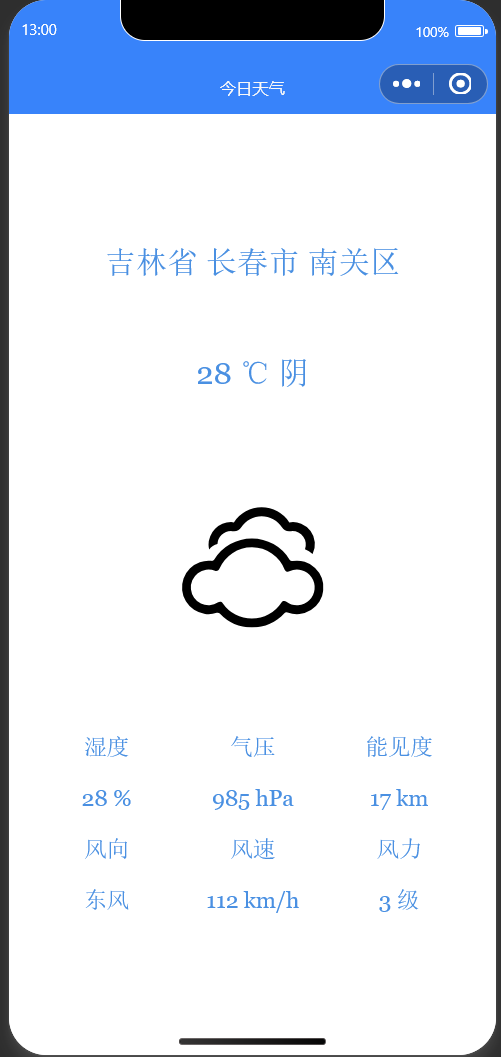 13:00 100%
今日天气
吉林省 长春市 南关区
28 ℃ 阴
湿度 气压 能见度
28 % 985 hPa 17 km
风向 风速 风力
东风 112 km/h 3 级